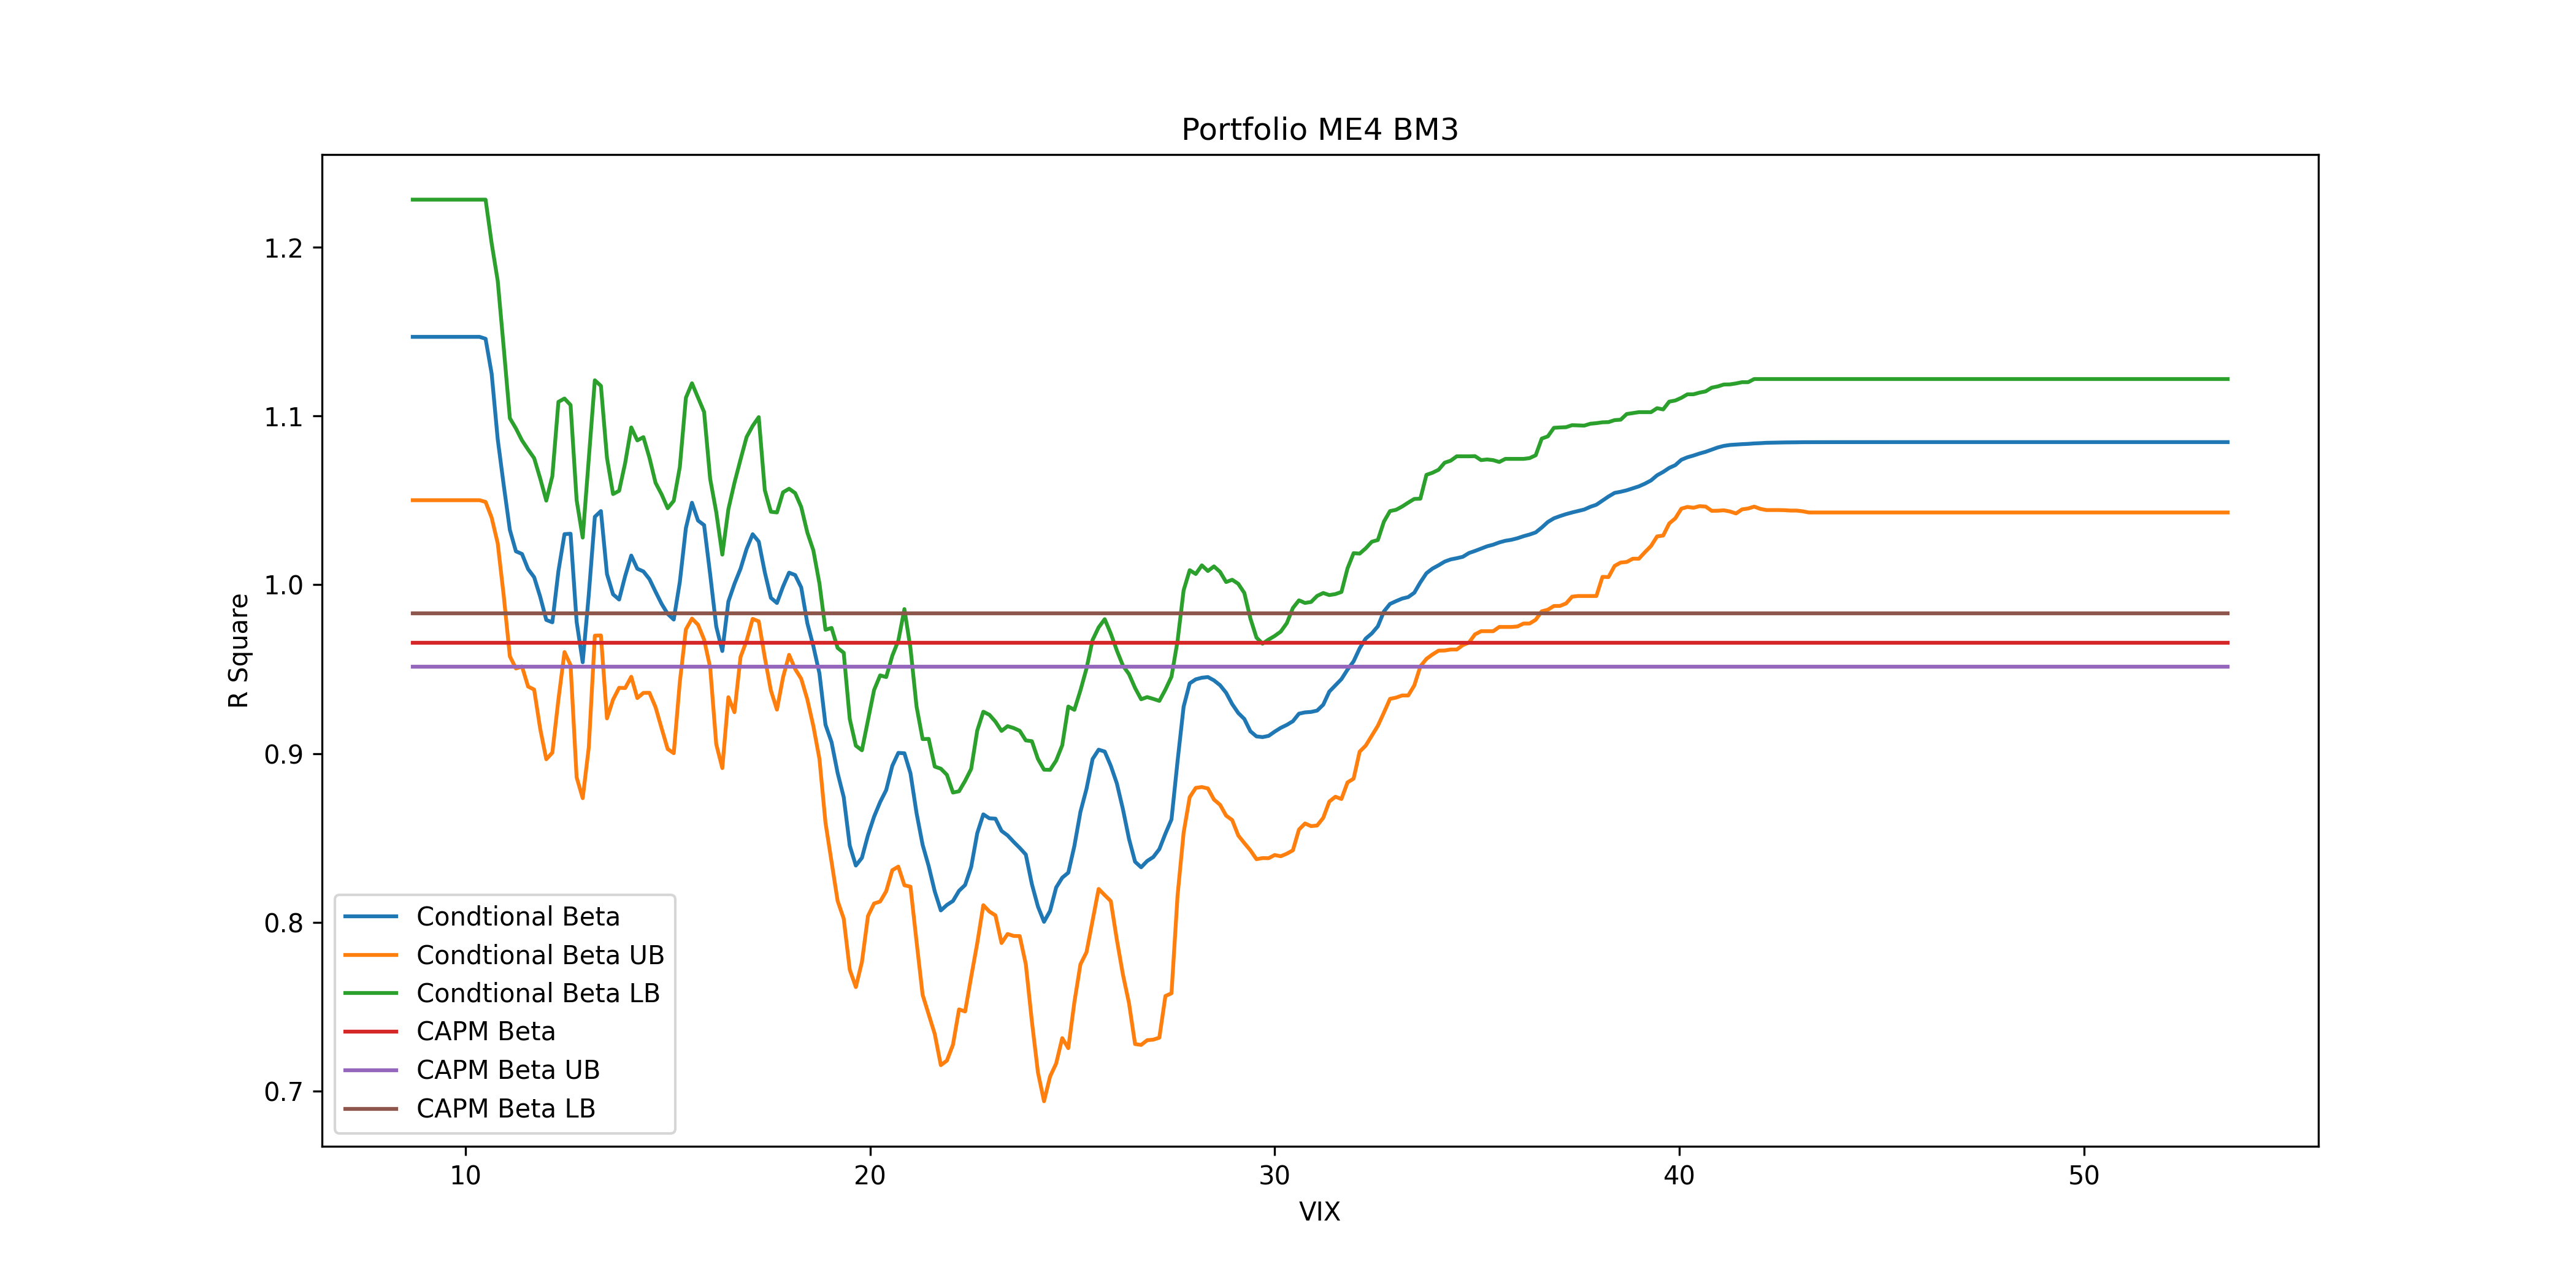 Portfolio ME4 BM3
1.2
1.1
1.0
0.9
0.8
0.7
R Square
Condtional Beta
Condtional Beta UB
Condtional Beta LB
CAPM Beta
CAPM Beta UB
CAPM Beta LB
10 20 30 40 50
VIX